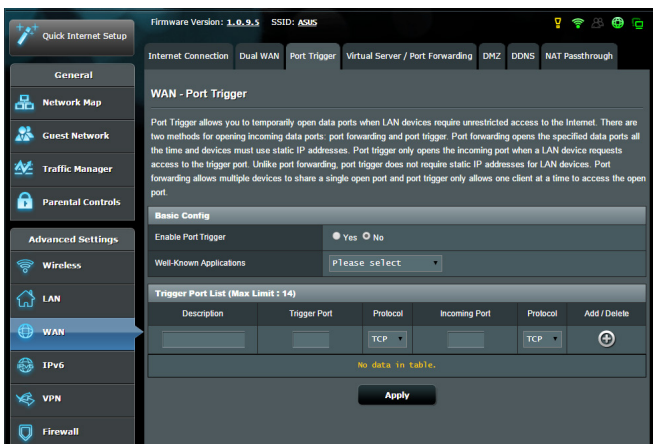 Firmware Version: 1.0.9.5 SSID: ASUS
Quick Internet Setup
Internet Connection Dual WAN Port Trigger Virtual Server / Port Forwarding DMZ DDNS NAT Passthrough
General
Network Map
Guest Network
Traffic Manager
Parental Controls
Advanced Settings
Wireless
LAN
WAN
IPv6
VPN
Firewall
WAN - Port Trigger
Port Trigger allows you to temporarily open data ports when LAN devices require unrestricted access to the Internet. There are
two methods for opening incoming data ports: port forwarding and port trigger. Port forwarding opens the specified data ports all
the time and devices must use static IP addresses. Port trigger only opens the incoming port when a LAN device requests
access to the trigger port. Unlike port forwarding, port trigger does not require static IP addresses for LAN devices. Port
forwarding allows multiple devices to share a single open port and port trigger only allows one client at a time to access the open
port.
Basic Config
Enable Port Trigger Yes No
Well-Known Applications Please select
Trigger Port List (Max Limit : 14)
Description Trigger Port Protocol Incoming Port Protocol Add / Delete
TCP TCP
No data in table.
Apply